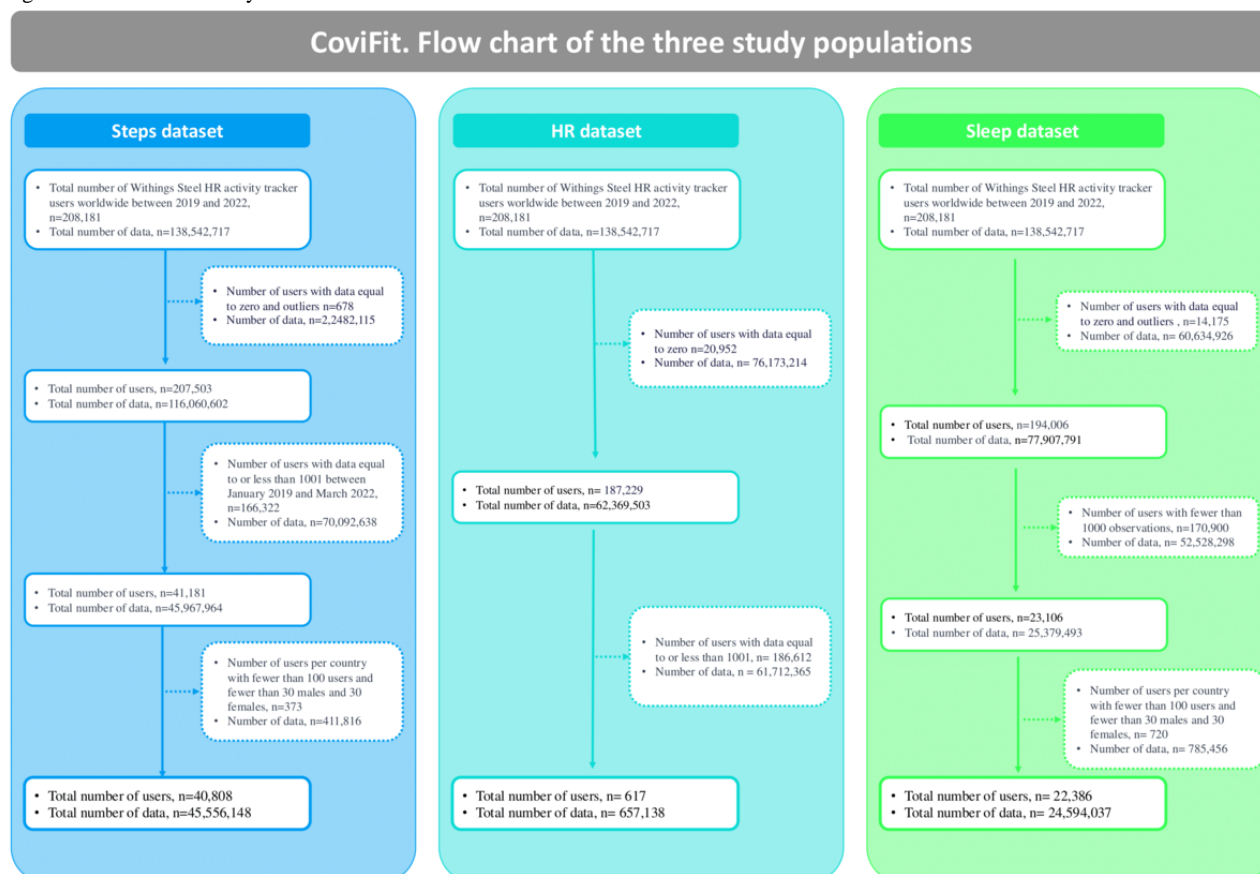 CoviFit. Flow chart of the three study populations
Steps dataset
• Total number of Withings Steel HR activity tracker
users worldwide between 2019 and 2022,
n=208,181
• Total number of data, n=138,542,717
• Number of users with data equal
to zero and outliers n=678
• Number of data, n=2,2482,115
• Total number of users, n=207,503
• Total number of data, n=116,060,602
• Number of users with data equal
to or less than 1001 between
January 2019 and March 2022,
n=166,322
• Number of data, n=70,092,638
• Total number of users, n=41,181
• Total number of data, n=45,967,964
• Number of users per country
with fewer than 100 users and
fewer than 30 males and 30
females, n=373
• Number of data, n=411,816
• Total number of users, n=40,808
• Total number of data, n=45,556,148
HR dataset
• Total number of Withings Steel HR activity tracker
users worldwide between 2019 and 2022,
n=208,181
• Total number of data, n=138,542,717
• Number of users with data equal
to zero n=20,952
• Number of data, n= 76,173,214
• Total number of users, n= 187,229
• Total number of data, n=62,369,503
• Number of users with data equal
to or less than 1001, n= 186,612
• Number of data, n = 61,712,365
• Total number of users, n= 617
• Total number of data, n= 657,138
Sleep dataset
• Total number of Withings Steel HR activity tracker
users worldwide between 2019 and 2022,
n=208,181
• Total number of data, n=138,542,717
• Number of users with data equal
to zero and outliers , n=14,175
• Number of data, n= 60,634,926
• Total number of users, n=194,006
• Total number of data, n=77,907,791
• Number of users with fewer than
1000 observations, n=170,900
• Number of data, n= 52,528,298
• Total number of users, n=23,106
• Total number of data, n= 25,379,493
• Number of users per country
with fewer than 100 users and
fewer than 30 males and 30
females, n= 720
• Number of data, n= 785,456
• Total number of users, n= 22,386
• Total number of data, n= 24,594,037